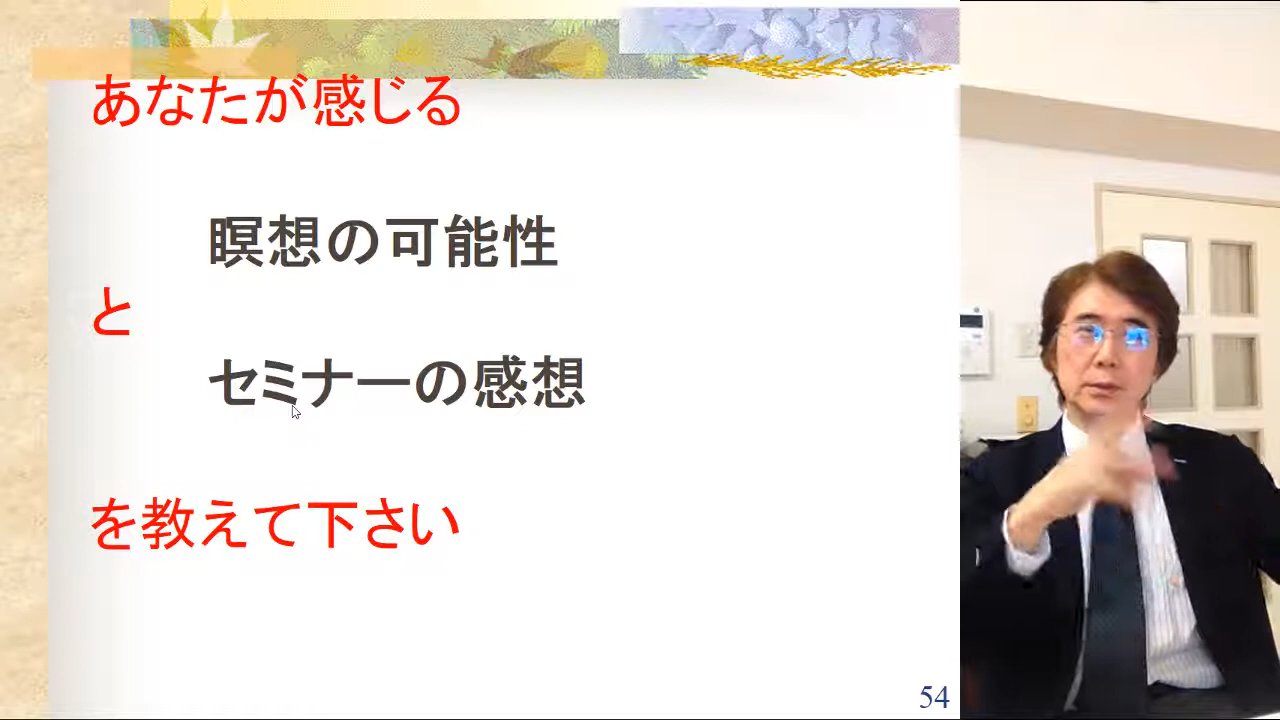 あなたが感じる
瞑想の可能性
と
セミナーの感想
を教えて下さい
54